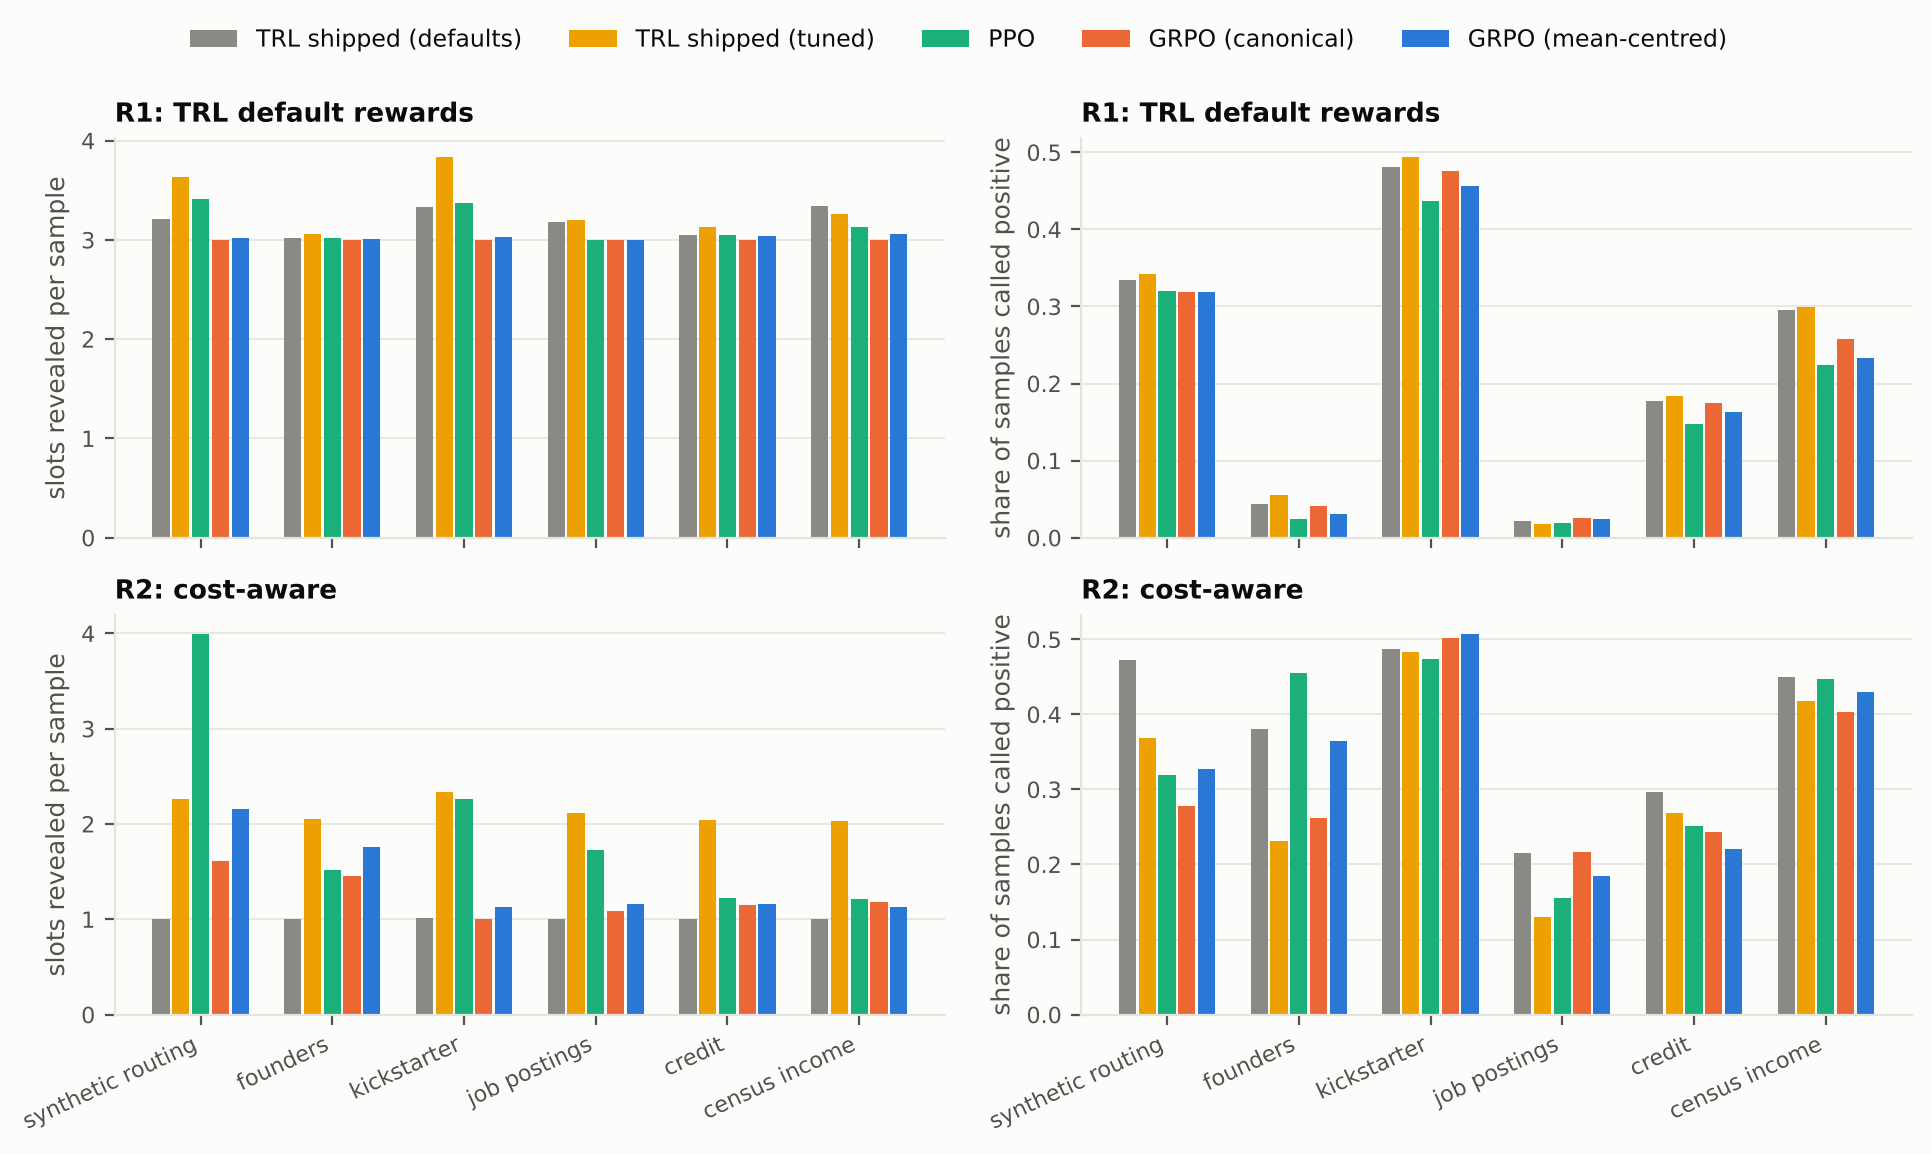 TRL shipped (defaults) TRL shipped (tuned) PPO GRPO (canonical) GRPO (mean-centred)
R1: TRL default rewards
slots revealed per sample
4
3
2
1
0
R1: TRL default rewards
share of samples called positive
0.5
0.4
0.3
0.2
0.1
0.0
R2: cost-aware
slots revealed per sample
4
3
2
1
0
synthetic routing
founders
kickstarter
job postings
credit
census income
R2: cost-aware
share of samples called positive
0.5
0.4
0.3
0.2
0.1
0.0
synthetic routing
founders
kickstarter
job postings
credit
census income